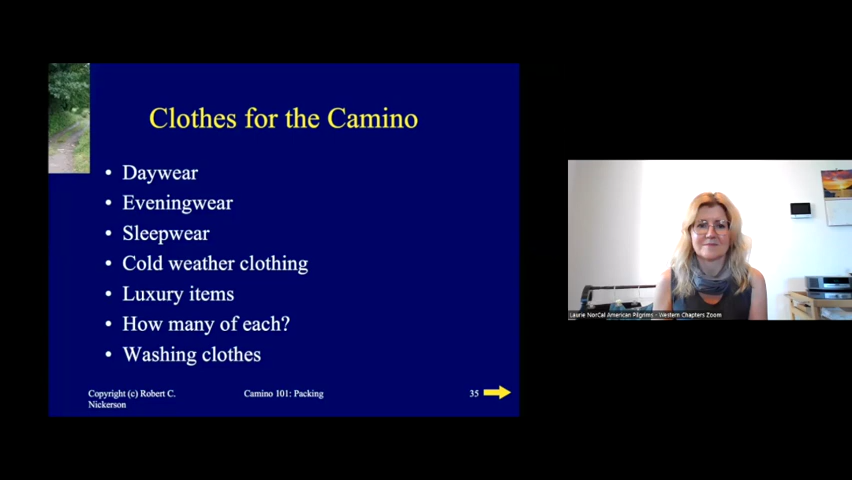 Clothes for the Camino
• Daywear
• Eveningwear
• Sleepwear
• Cold weather clothing
• Luxury items
• How many of each?
• Washing clothes
Copyright (c) Robert C.
Nickerson
Camino 101: Packing
35
Laurie NorCal American Pilgrims - Western Chapters Zoom